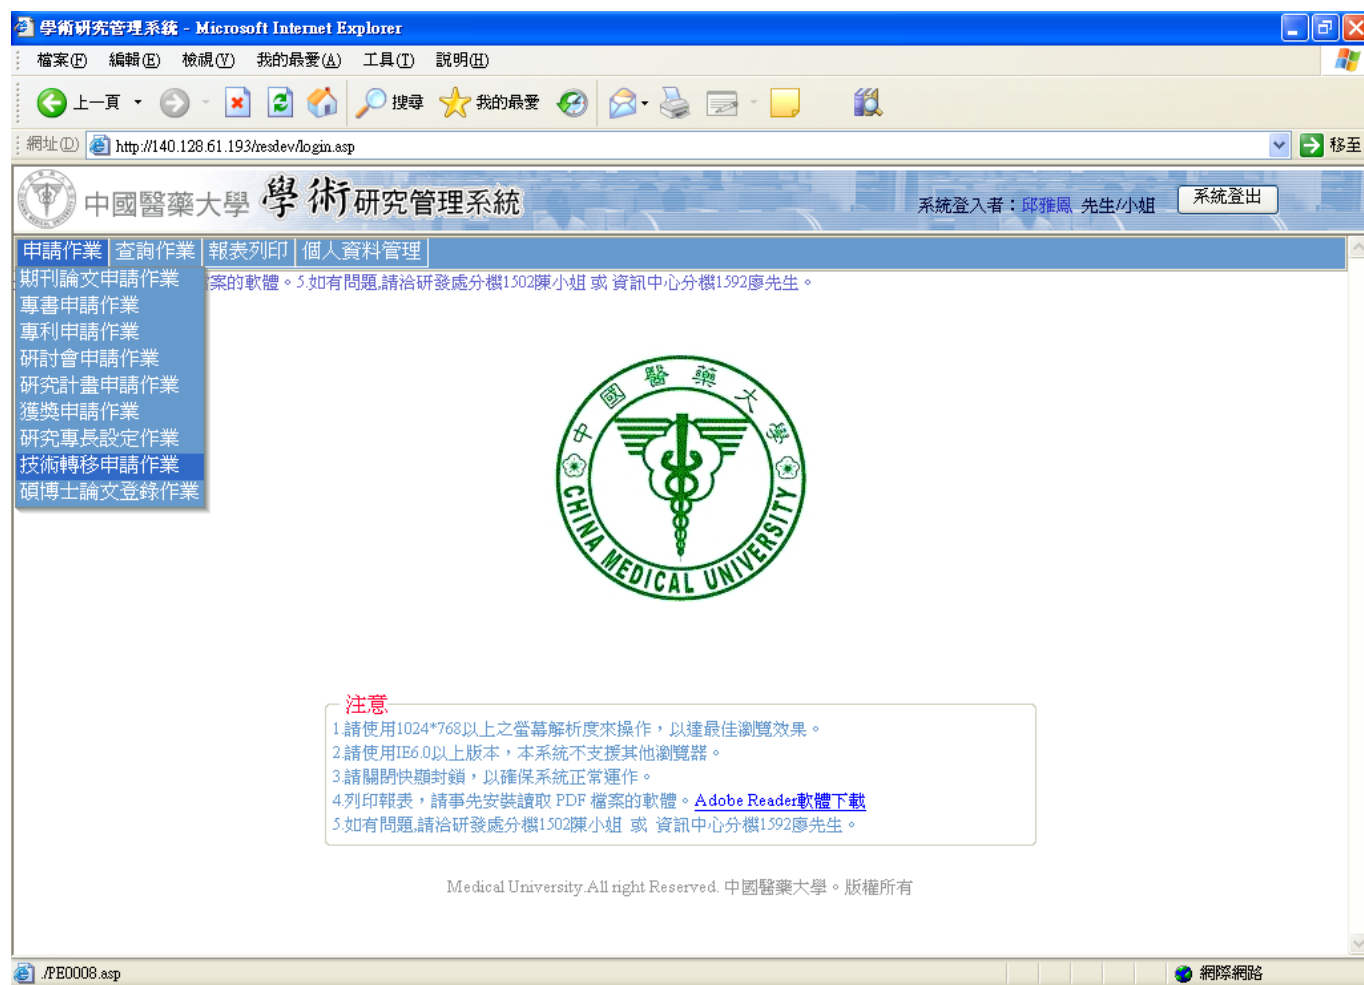 學術研究管理系統 - Microsoft Internet Explorer
檔案(F) 編輯(E) 檢視(V) 我的最愛(A) 工具(T) 說明(H)
上一頁 搜尋 我的最愛
網址(D) http://140.128.61.193/resdev/login.asp 移至
中國醫藥大學 學術研究管理系統 系統登入者：邱雅鳳 先生/小姐 系統登出
申請作業 查詢作業 報表列印 個人資料管理
期刊論文申請作業 案的軟體。5.如有問題,請洽研發處分機1502陳小姐 或 資訊中心分機1592廖先生。
專書申請作業
專利申請作業
研討會申請作業
研究計畫申請作業
獲獎申請作業
研究專長設定作業
技術轉移申請作業
碩博士論文登錄作業
中國醫藥大學
CHINA MEDICAL UNIVERSITY
注意
1.請使用1024*768以上之螢幕解析度來操作，以達最佳瀏覽效果。
2.請使用IE6.0以上版本，本系統不支援其他瀏覽器。
3.請關閉快顯封鎖，以確保系統正常運作。
4.列印報表，請事先安裝讀取 PDF 檔案的軟體。Adobe Reader軟體下載
5.如有問題,請洽研發處分機1502陳小姐 或 資訊中心分機1592廖先生。
Medical University.All right Reserved. 中國醫藥大學。版權所有
./PE0008.asp 網際網路